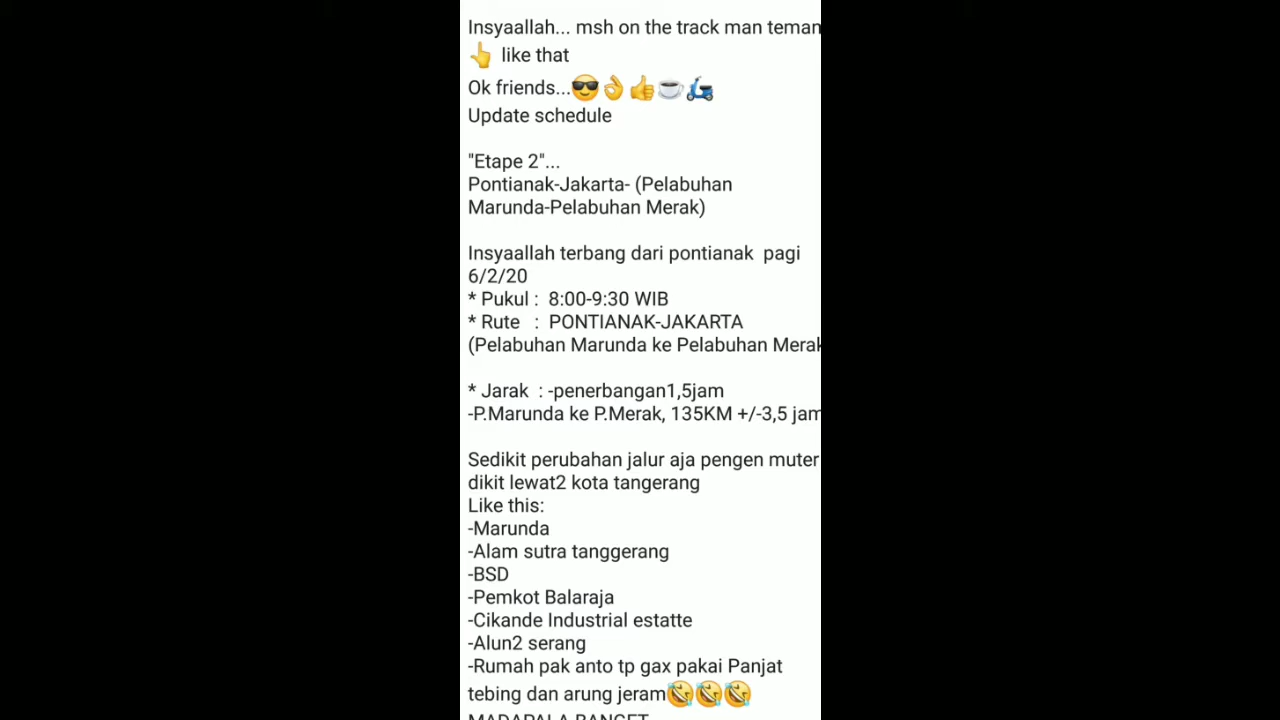 Insyaallah... msh on the track man teman
👆 like that
Ok friends...😎👌👍☕🛵
Update schedule
"Etape 2"...
Pontianak-Jakarta- (Pelabuhan
Marunda-Pelabuhan Merak)
Insyaallah terbang dari pontianak  pagi
6/2/20
* Pukul :  8:00-9:30 WIB
* Rute   :  PONTIANAK-JAKARTA
(Pelabuhan Marunda ke Pelabuhan Merak
* Jarak  : -penerbangan1,5jam
-P.Marunda ke P.Merak, 135KM +/-3,5 jam
Sedikit perubahan jalur aja pengen muter
dikit lewat2 kota tangerang
Like this:
-Marunda
-Alam sutra tanggerang
-BSD
-Pemkot Balaraja
-Cikande Industrial estatte
-Alun2 serang
-Rumah pak anto tp gax pakai Panjat
tebing dan arung jeram🤣🤣🤣
MADAPALA BANGET